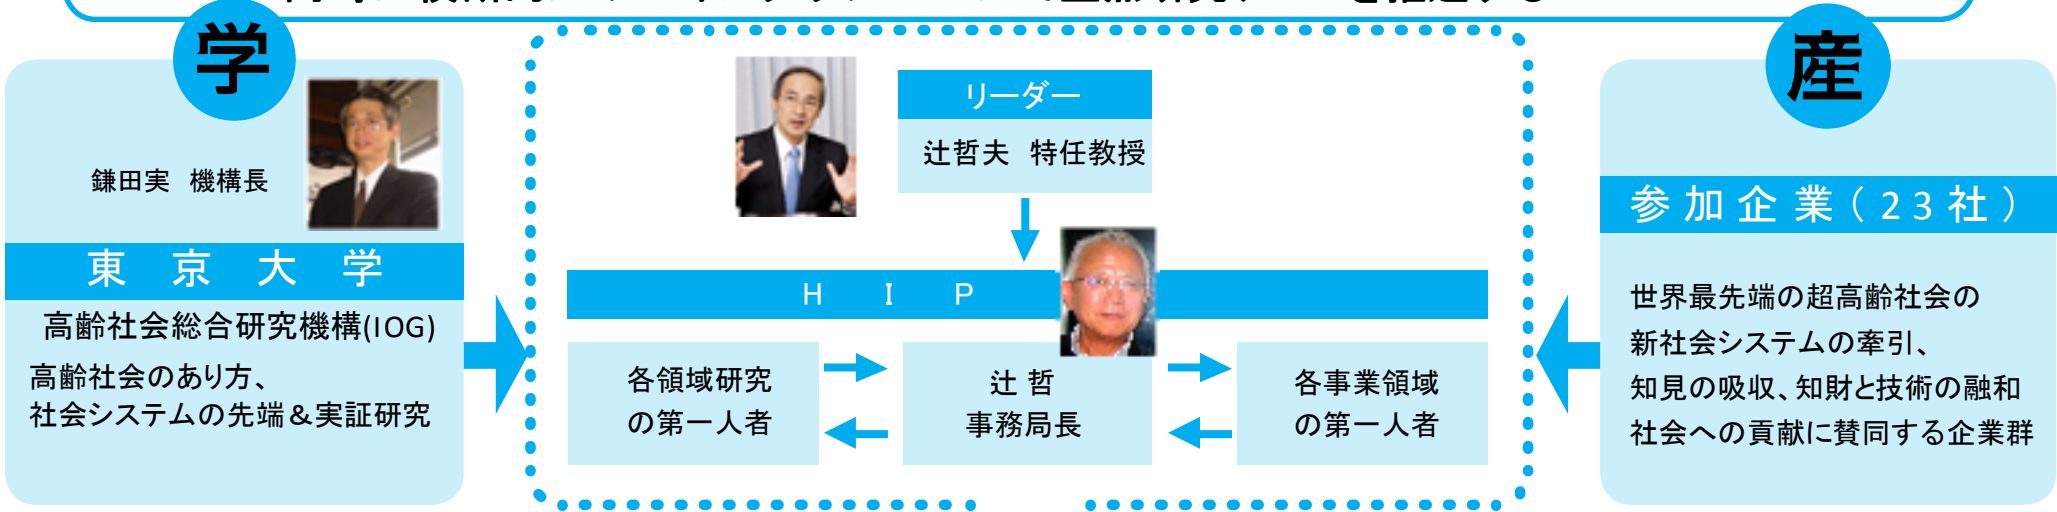 学
鎌田実 機構長
東京大学
高齢社会総合研究機構(IOG)
高齢社会のあり方、
社会システムの先端＆実証研究
リーダー
辻哲夫 特任教授
H I P
各領域研究
の第一人者
辻 哲
事務局長
各事業領域
の第一人者
産
参加企業（23社）
世界最先端の超高齢社会の
新社会システムの牽引、
知見の吸収、知財と技術の融和
社会への貢献に賛同する企業群